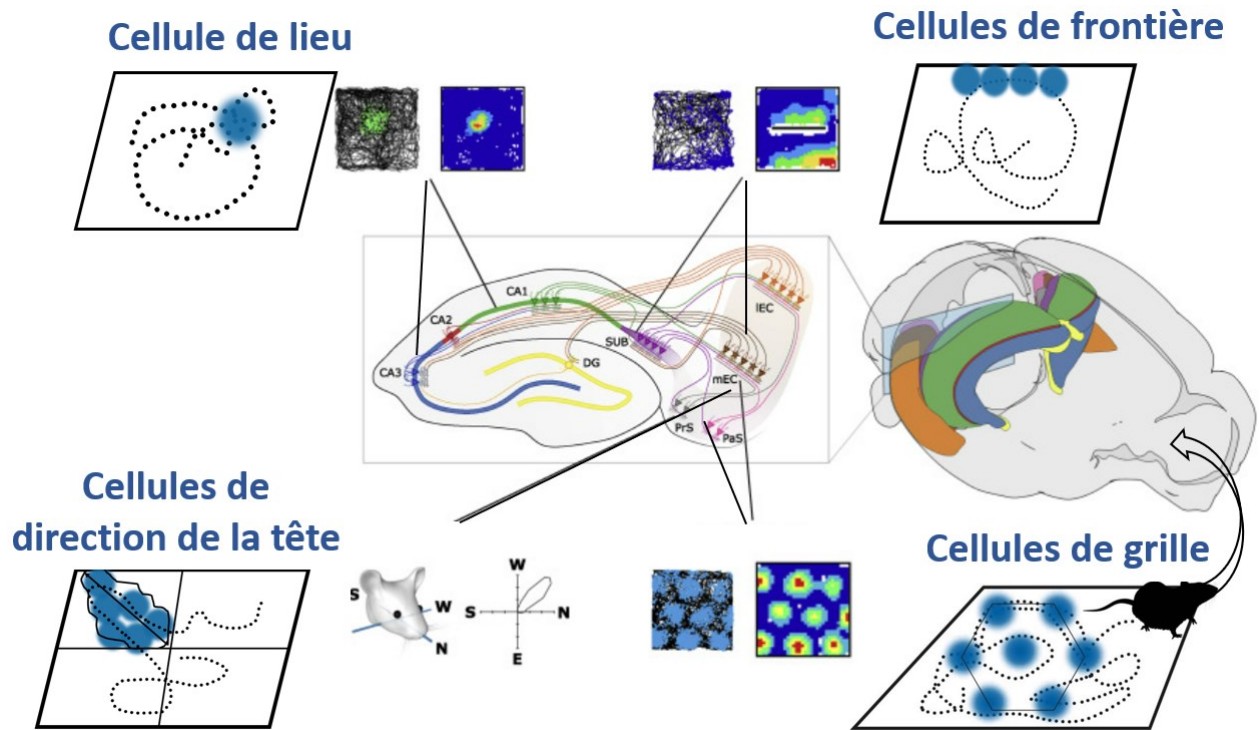 Cellule de lieu
Cellules de frontière
CA1
CA2
CA3
DG
SUB
lEC
mEC
PrS
PaS
Cellules de
direction de la tête
S
W
N
W
S
N
E
Cellules de grille